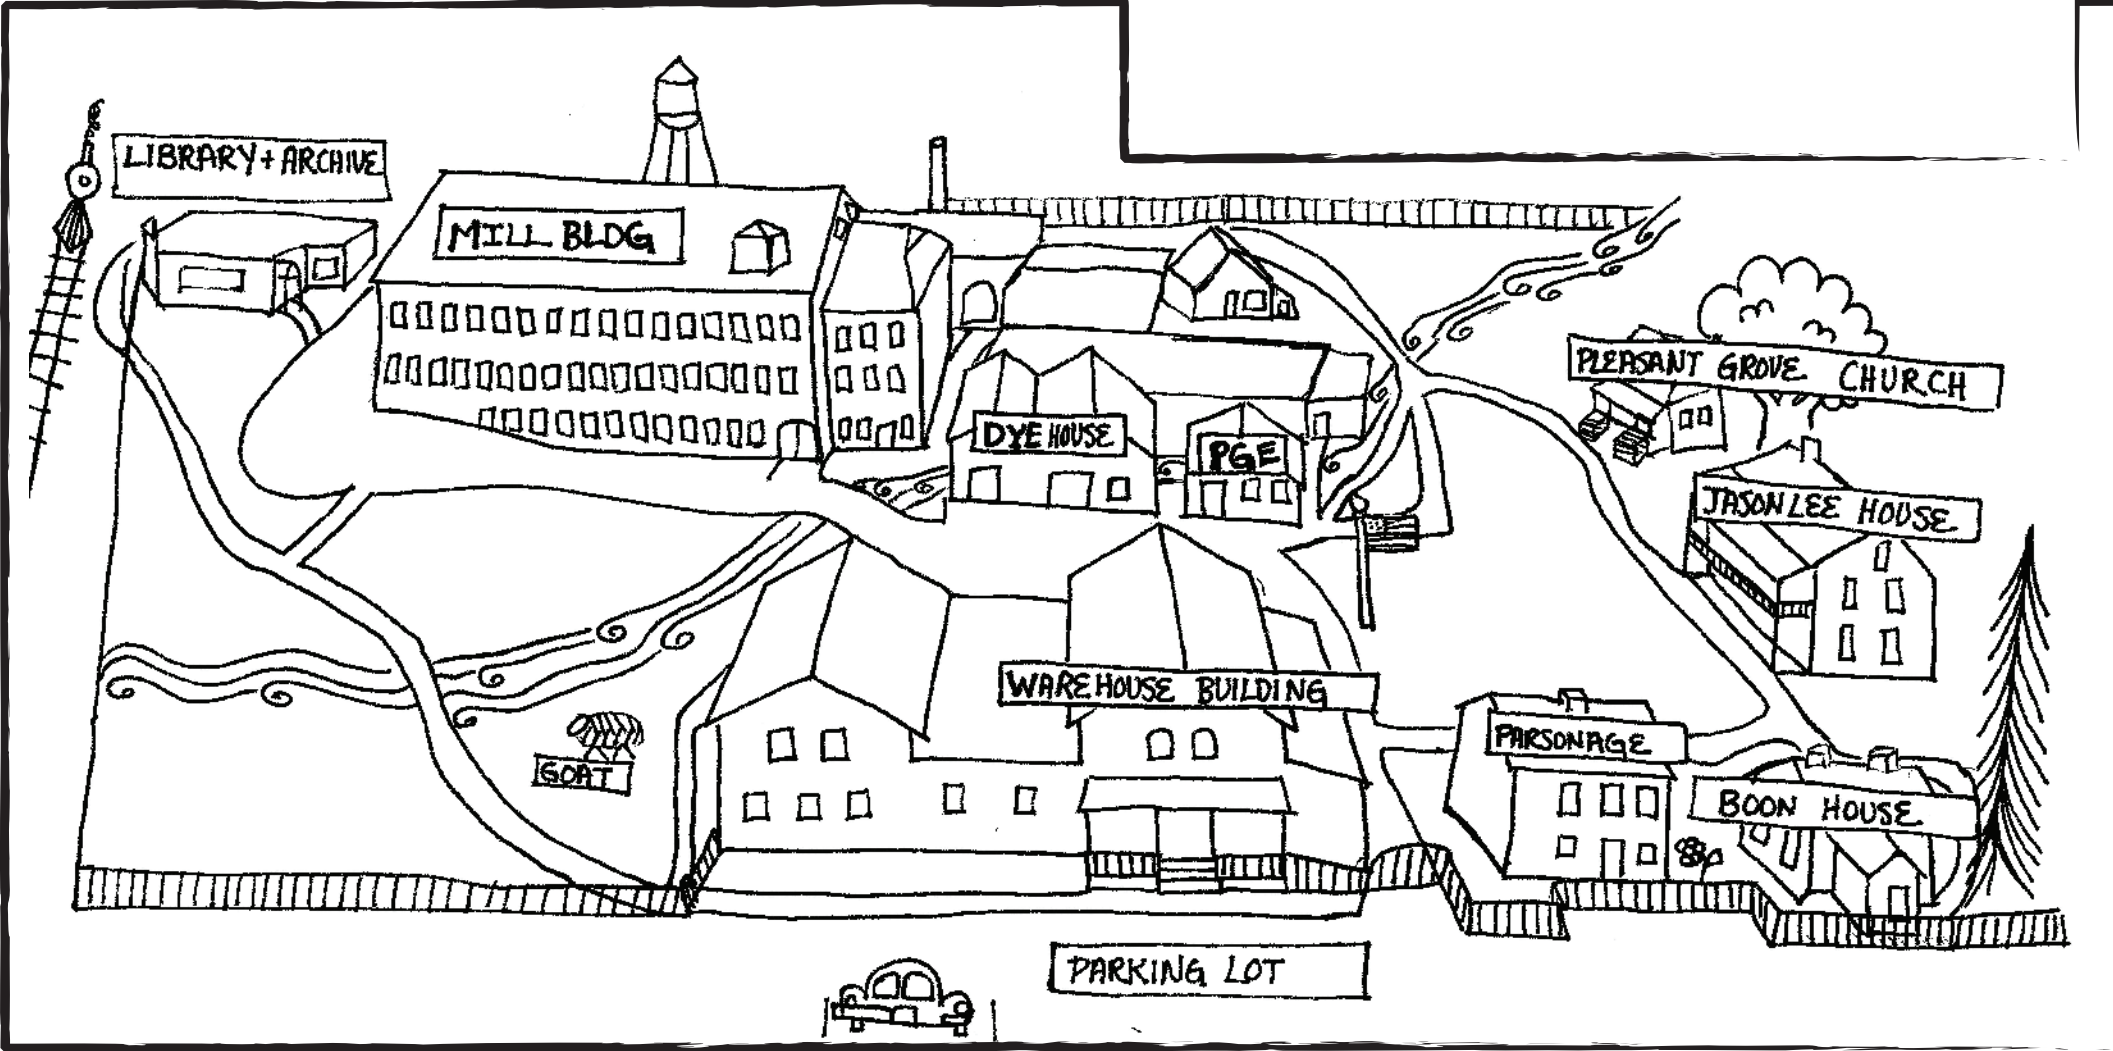 LIBRARY + ARCHIVE
MILL BLDG
PLEASANT GROVE CHURCH
DYE HOUSE
PGE
JASON LEE HOUSE
WAREHOUSE BUILDING
PARSONAGE
GOAT
BOON HOUSE
PARKING LOT